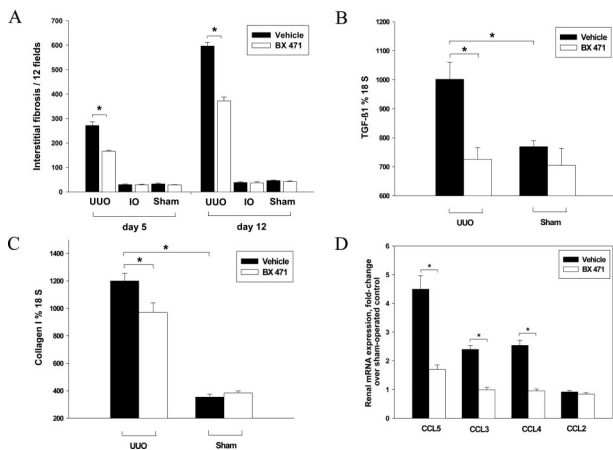 A
Interstitial fibrosis / 12 fields
700
600
500
400
300
200
100
0
Vehicle
BX 471
*
*
UUO IO Sham UUO IO Sham
day 5 day 12
B
TGF-ß1 % 18 S
1200
1100
1000
900
800
700
600
Vehicle
BX 471
*
*
UUO Sham
C
Collagen I % 18 S
1400
1200
1000
800
600
400
200
Vehicle
BX 471
*
*
UUO Sham
D
Renal mRNA expression, fold-change
over sham-operated control
6
5
4
3
2
1
0
Vehicle
BX 471
*
*
*
CCL5 CCL3 CCL4 CCL2